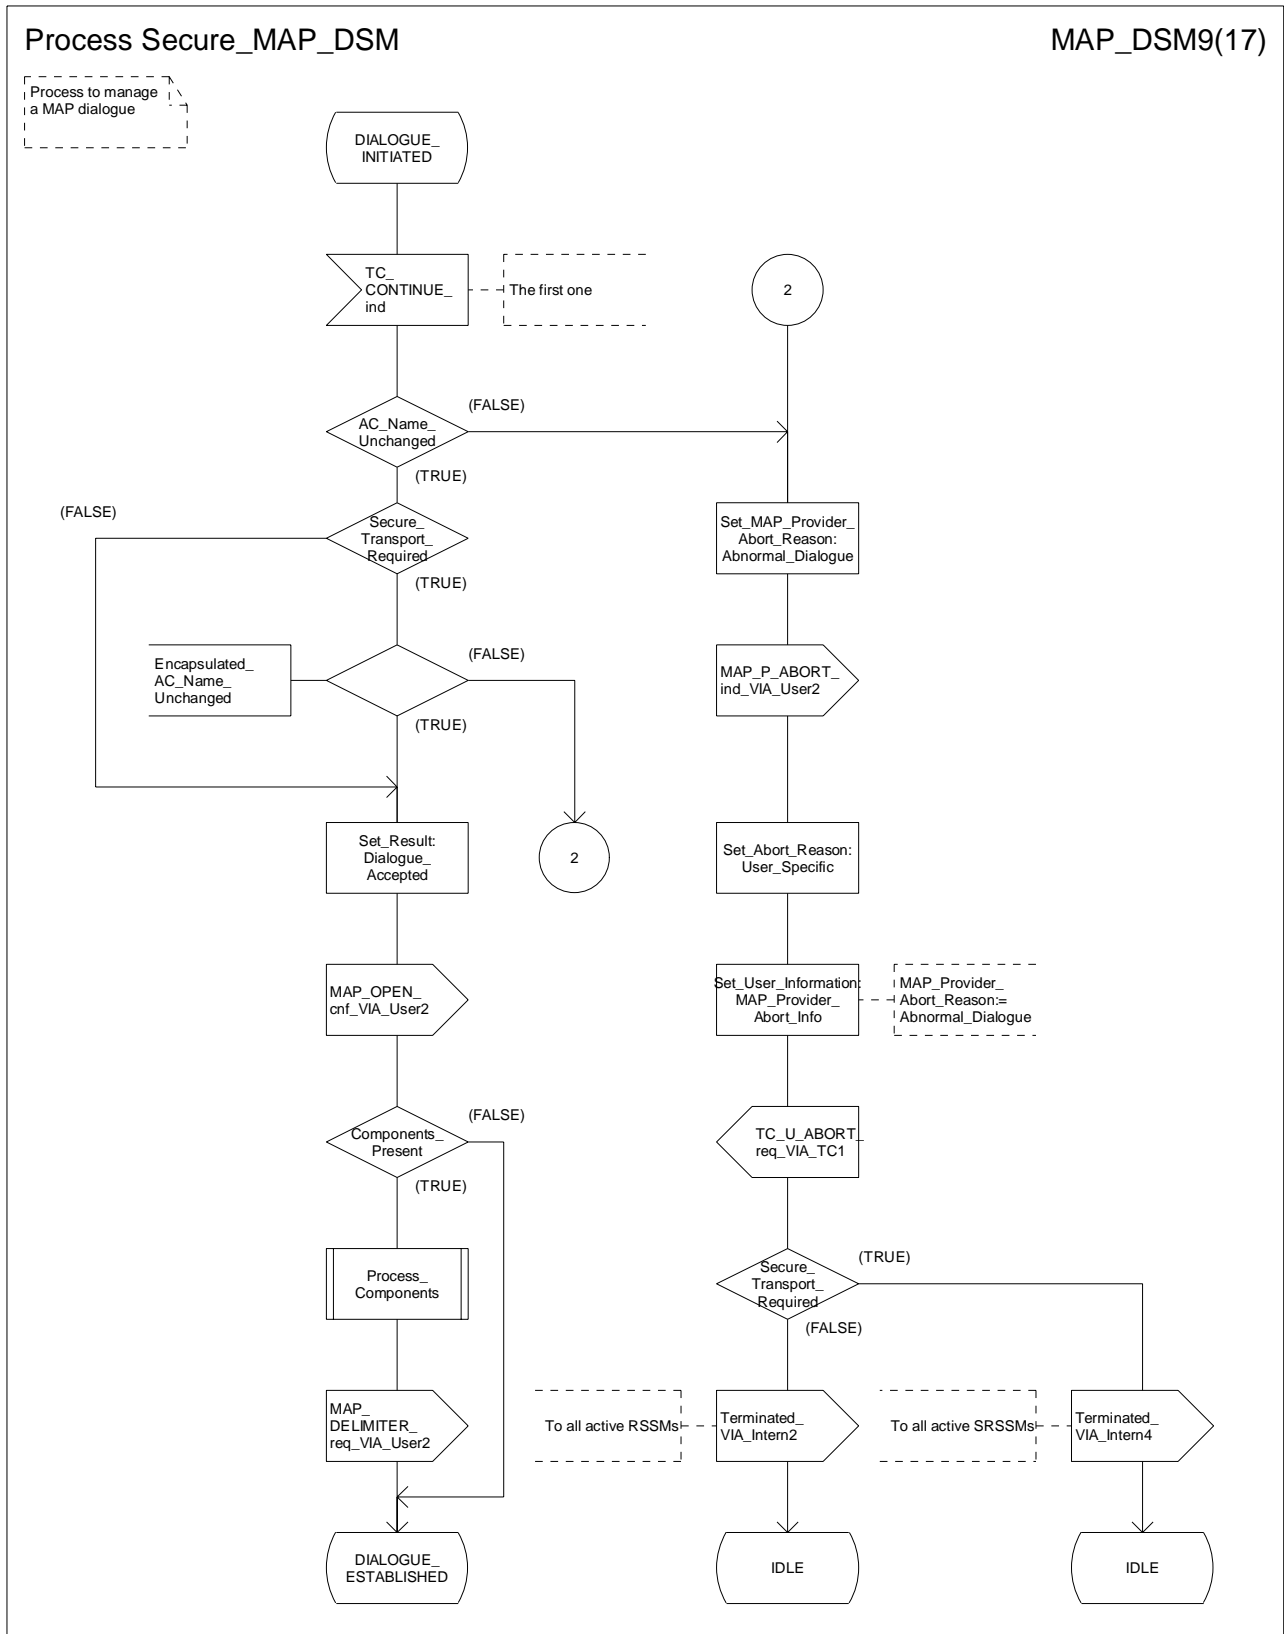 Process Secure_MAP_DSM
MAP_DSM9(17)
Process to manage
a MAP dialogue
DIALOGUE_
INITIATED
TC_
CONTINUE_
ind
The first one
2
AC_Name_
Unchanged
(FALSE)
(TRUE)
(FALSE)
Secure_
Transport_
Required
(TRUE)
Set_MAP_Provider_
Abort_Reason:
Abnormal_Dialogue
Encapsulated_
AC_Name_
Unchanged
(FALSE)
(TRUE)
MAP_P_ABORT_
ind_VIA_User2
Set_Result:
Dialogue_
Accepted
2
Set_Abort_Reason:
User_Specific
MAP_OPEN_
cnf_VIA_User2
Set_User_Information:
MAP_Provider_
Abort_Info
MAP_Provider_
Abort_Reason:=
Abnormal_Dialogue
Components_
Present
(FALSE)
(TRUE)
TC_U_ABORT_
req_VIA_TC1
Process_
Components
Secure_
Transport_
Required
(TRUE)
(FALSE)
MAP_
DELIMITER_
req_VIA_User2
To all active RSSMs
Terminated_
VIA_Intern2
To all active SRSSMs
Terminated_
VIA_Intern4
DIALOGUE_
ESTABLISHED
IDLE
IDLE